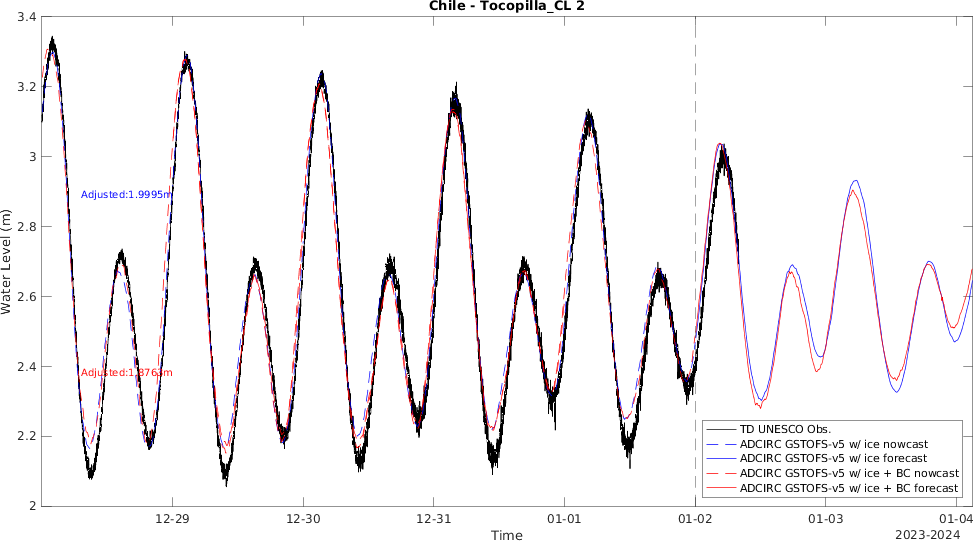 Chile - Tocopilla_CL 2
3.4
3.2
3
2.8
2.6
2.4
2.2
2
Water Level (m)
Adjusted:1.9995m
Adjusted:1.8763m
TD UNESCO Obs.
ADCIRC GSTOFS-v5 w/ ice nowcast
ADCIRC GSTOFS-v5 w/ ice forecast
ADCIRC GSTOFS-v5 w/ ice + BC nowcast
ADCIRC GSTOFS-v5 w/ ice + BC forecast
12-29 12-30 12-31 01-01 01-02 01-03 01-04
Time
2023-2024